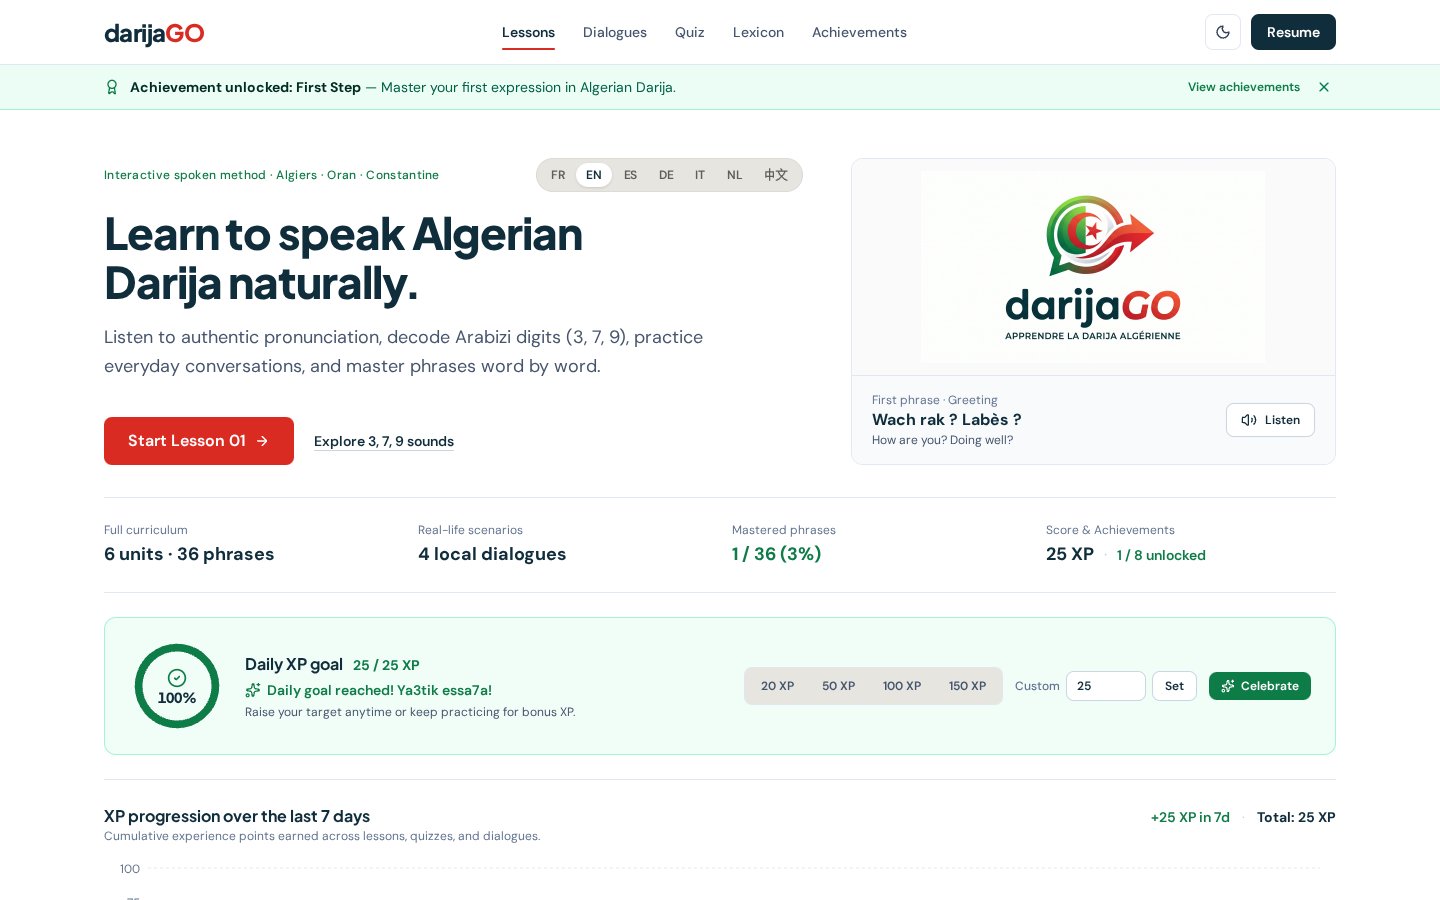 darijaGO
Lessons
Dialogues
Quiz
Lexicon
Achievements
Resume
Achievement unlocked: First Step — Master your first expression in Algerian Darija.
View achievements
Interactive spoken method · Algiers · Oran · Constantine
FR EN ES DE IT NL 中文
Learn to speak Algerian
Darija naturally.
Listen to authentic pronunciation, decode Arabizi digits (3, 7, 9), practice
everyday conversations, and master phrases word by word.
Start Lesson 01 →
Explore 3, 7, 9 sounds
darijaGO
APPRENDRE LA DARIJA ALGÉRIENNE
First phrase · Greeting
Wach rak ? Labès ?
How are you? Doing well?
Listen
Full curriculum
6 units · 36 phrases
Real-life scenarios
4 local dialogues
Mastered phrases
1 / 36 (3%)
Score & Achievements
25 XP · 1 / 8 unlocked
100%
Daily XP goal 25 / 25 XP
Daily goal reached! Ya3tik essa7a!
Raise your target anytime or keep practicing for bonus XP.
20 XP 50 XP 100 XP 150 XP
Custom 25 Set
Celebrate
XP progression over the last 7 days
Cumulative experience points earned across lessons, quizzes, and dialogues.
+25 XP in 7d · Total: 25 XP
100